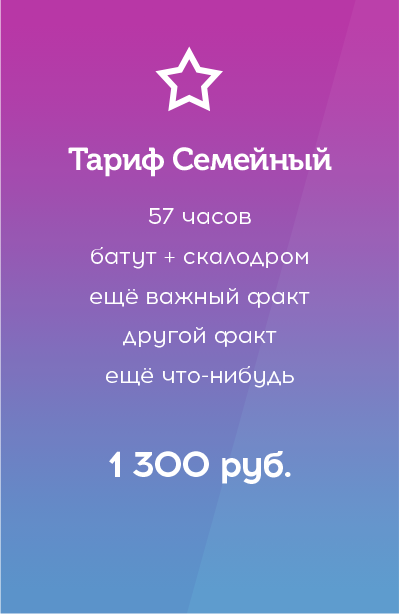 Тариф Семейный
57 часов
батут + скалодром
ещё важный факт
другой факт
ещё что-нибудь
1 300 руб.